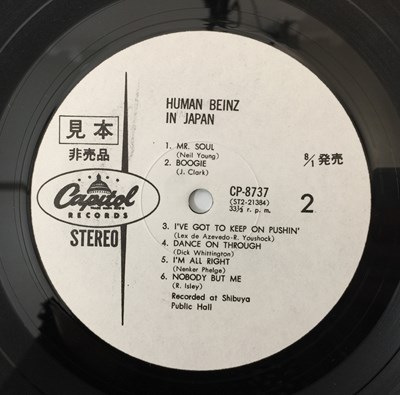 HUMAN BEINZ
IN JAPAN
見本
非売品
Capitol
RECORDS
STEREO
1. MR. SOUL
(Neil Young)
2. BOOGIE
(J. Clark)
8/1 発売
CP-8737
(ST2-21384)
33⅓ r. p. m.
2
3. I'VE GOT TO KEEP ON PUSHIN'
(Lex de Azevedo-R. Youshock)
4. DANCE ON THROUGH
(Dick Whittington)
5. I'M ALL RIGHT
(Nenker Phelge)
6. NOBODY BUT ME
(R. Isley)
Recorded at Shibuya
Public Hall